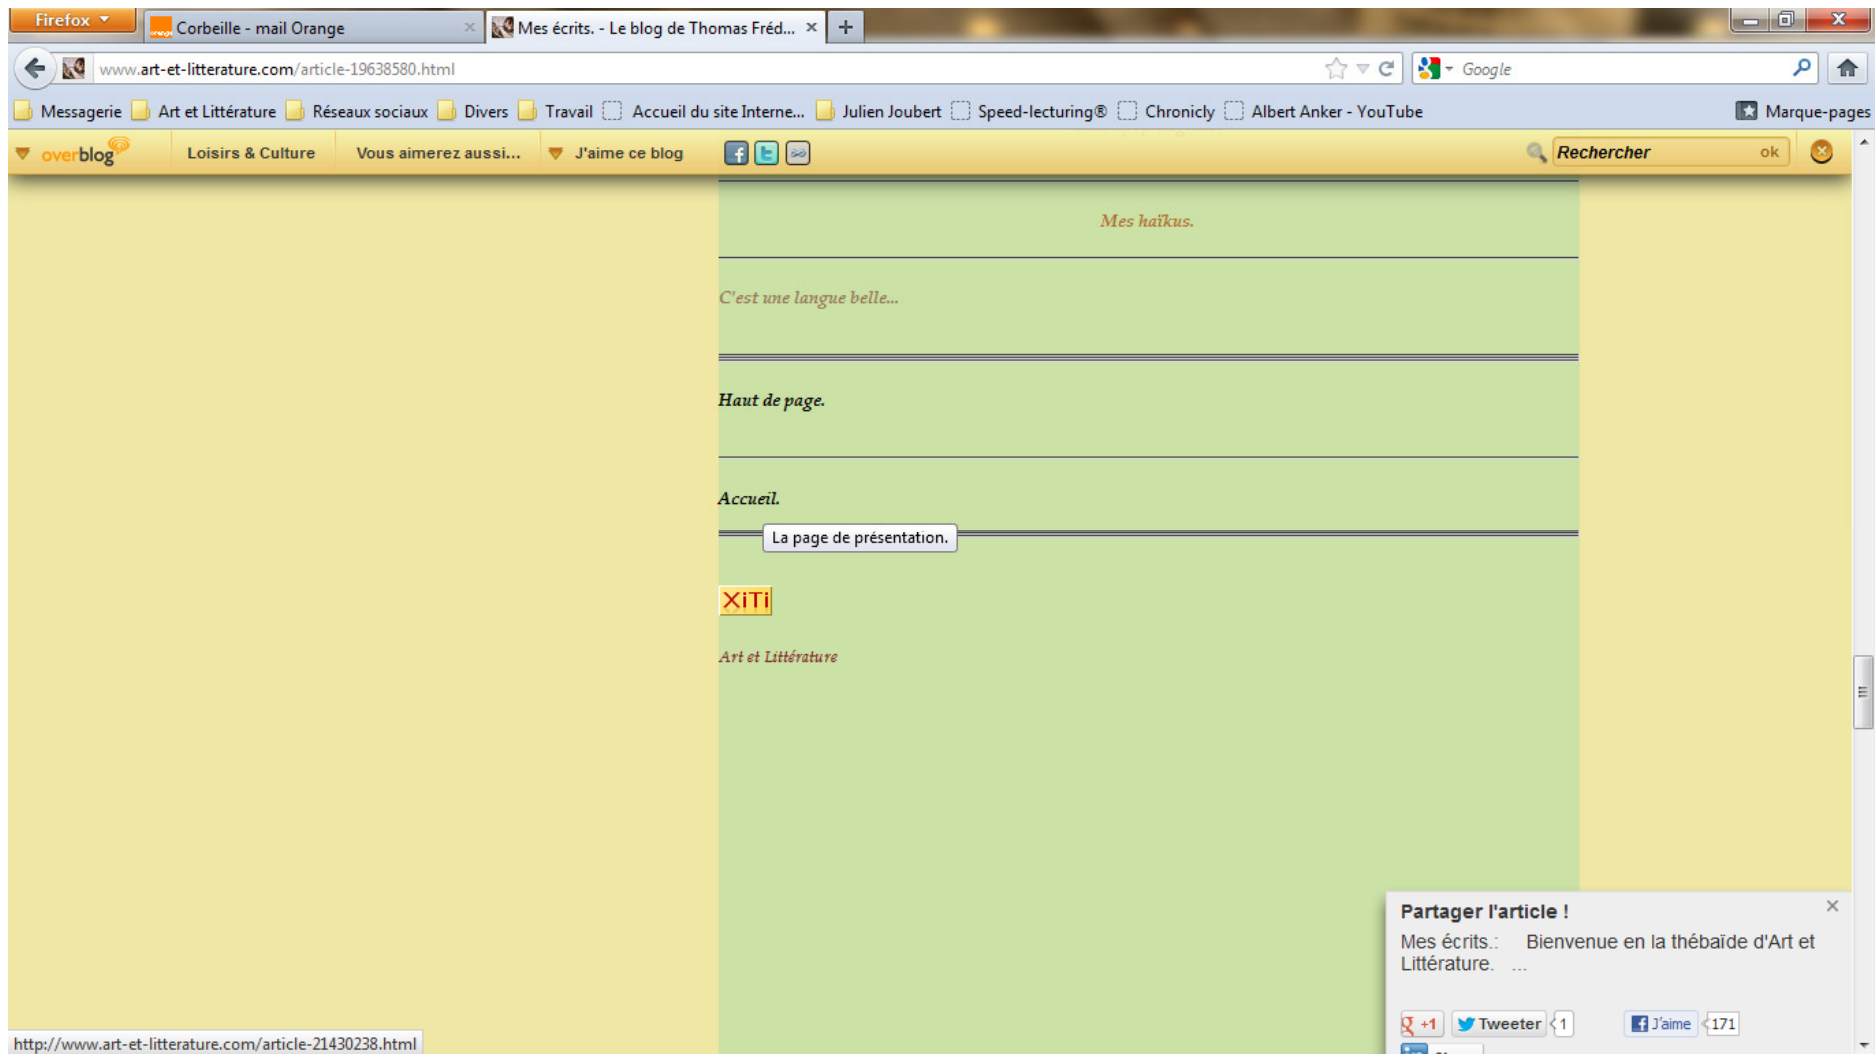 Firefox
Corbeille - mail Orange
Mes écrits. - Le blog de Thomas Fréd...
www.art-et-litterature.com/article-19638580.html
Google
Messagerie Art et Littérature Réseaux sociaux Divers Travail Accueil du site Interne... Julien Joubert Speed-lecturing® Chronicly Albert Anker - YouTube Marque-pages
overblog Loisirs & Culture Vous aimerez aussi... J'aime ce blog Rechercher ok
Mes haïkus.
C'est une langue belle...
Haut de page.
Accueil.
La page de présentation.
XiTi
Art et Littérature
Partager l'article !
Mes écrits.: Bienvenue en la thébaïde d'Art et
Littérature. ...
+1 Tweeter 1 J'aime 171
http://www.art-et-litterature.com/article-21430238.html